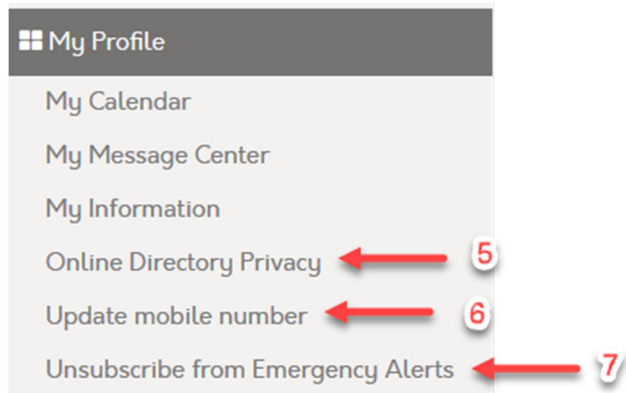 My Profile
My Calendar
My Message Center
My Information
Online Directory Privacy 5
Update mobile number 6
Unsubscribe from Emergency Alerts 7